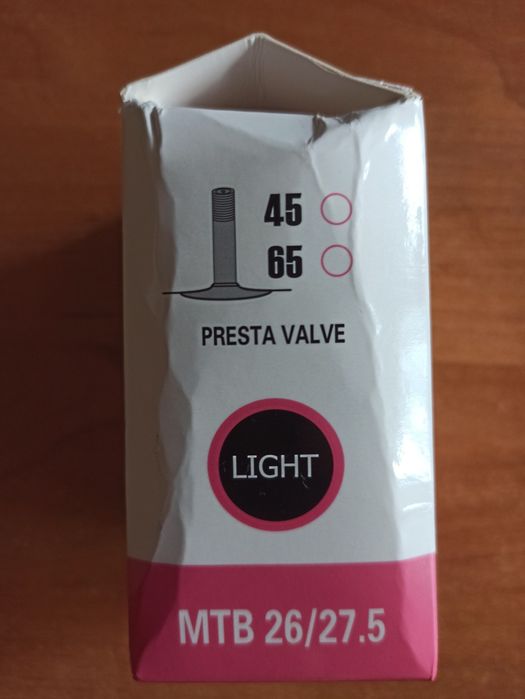 45
65
PRESTA VALVE
LIGHT
MTB 26/27.5